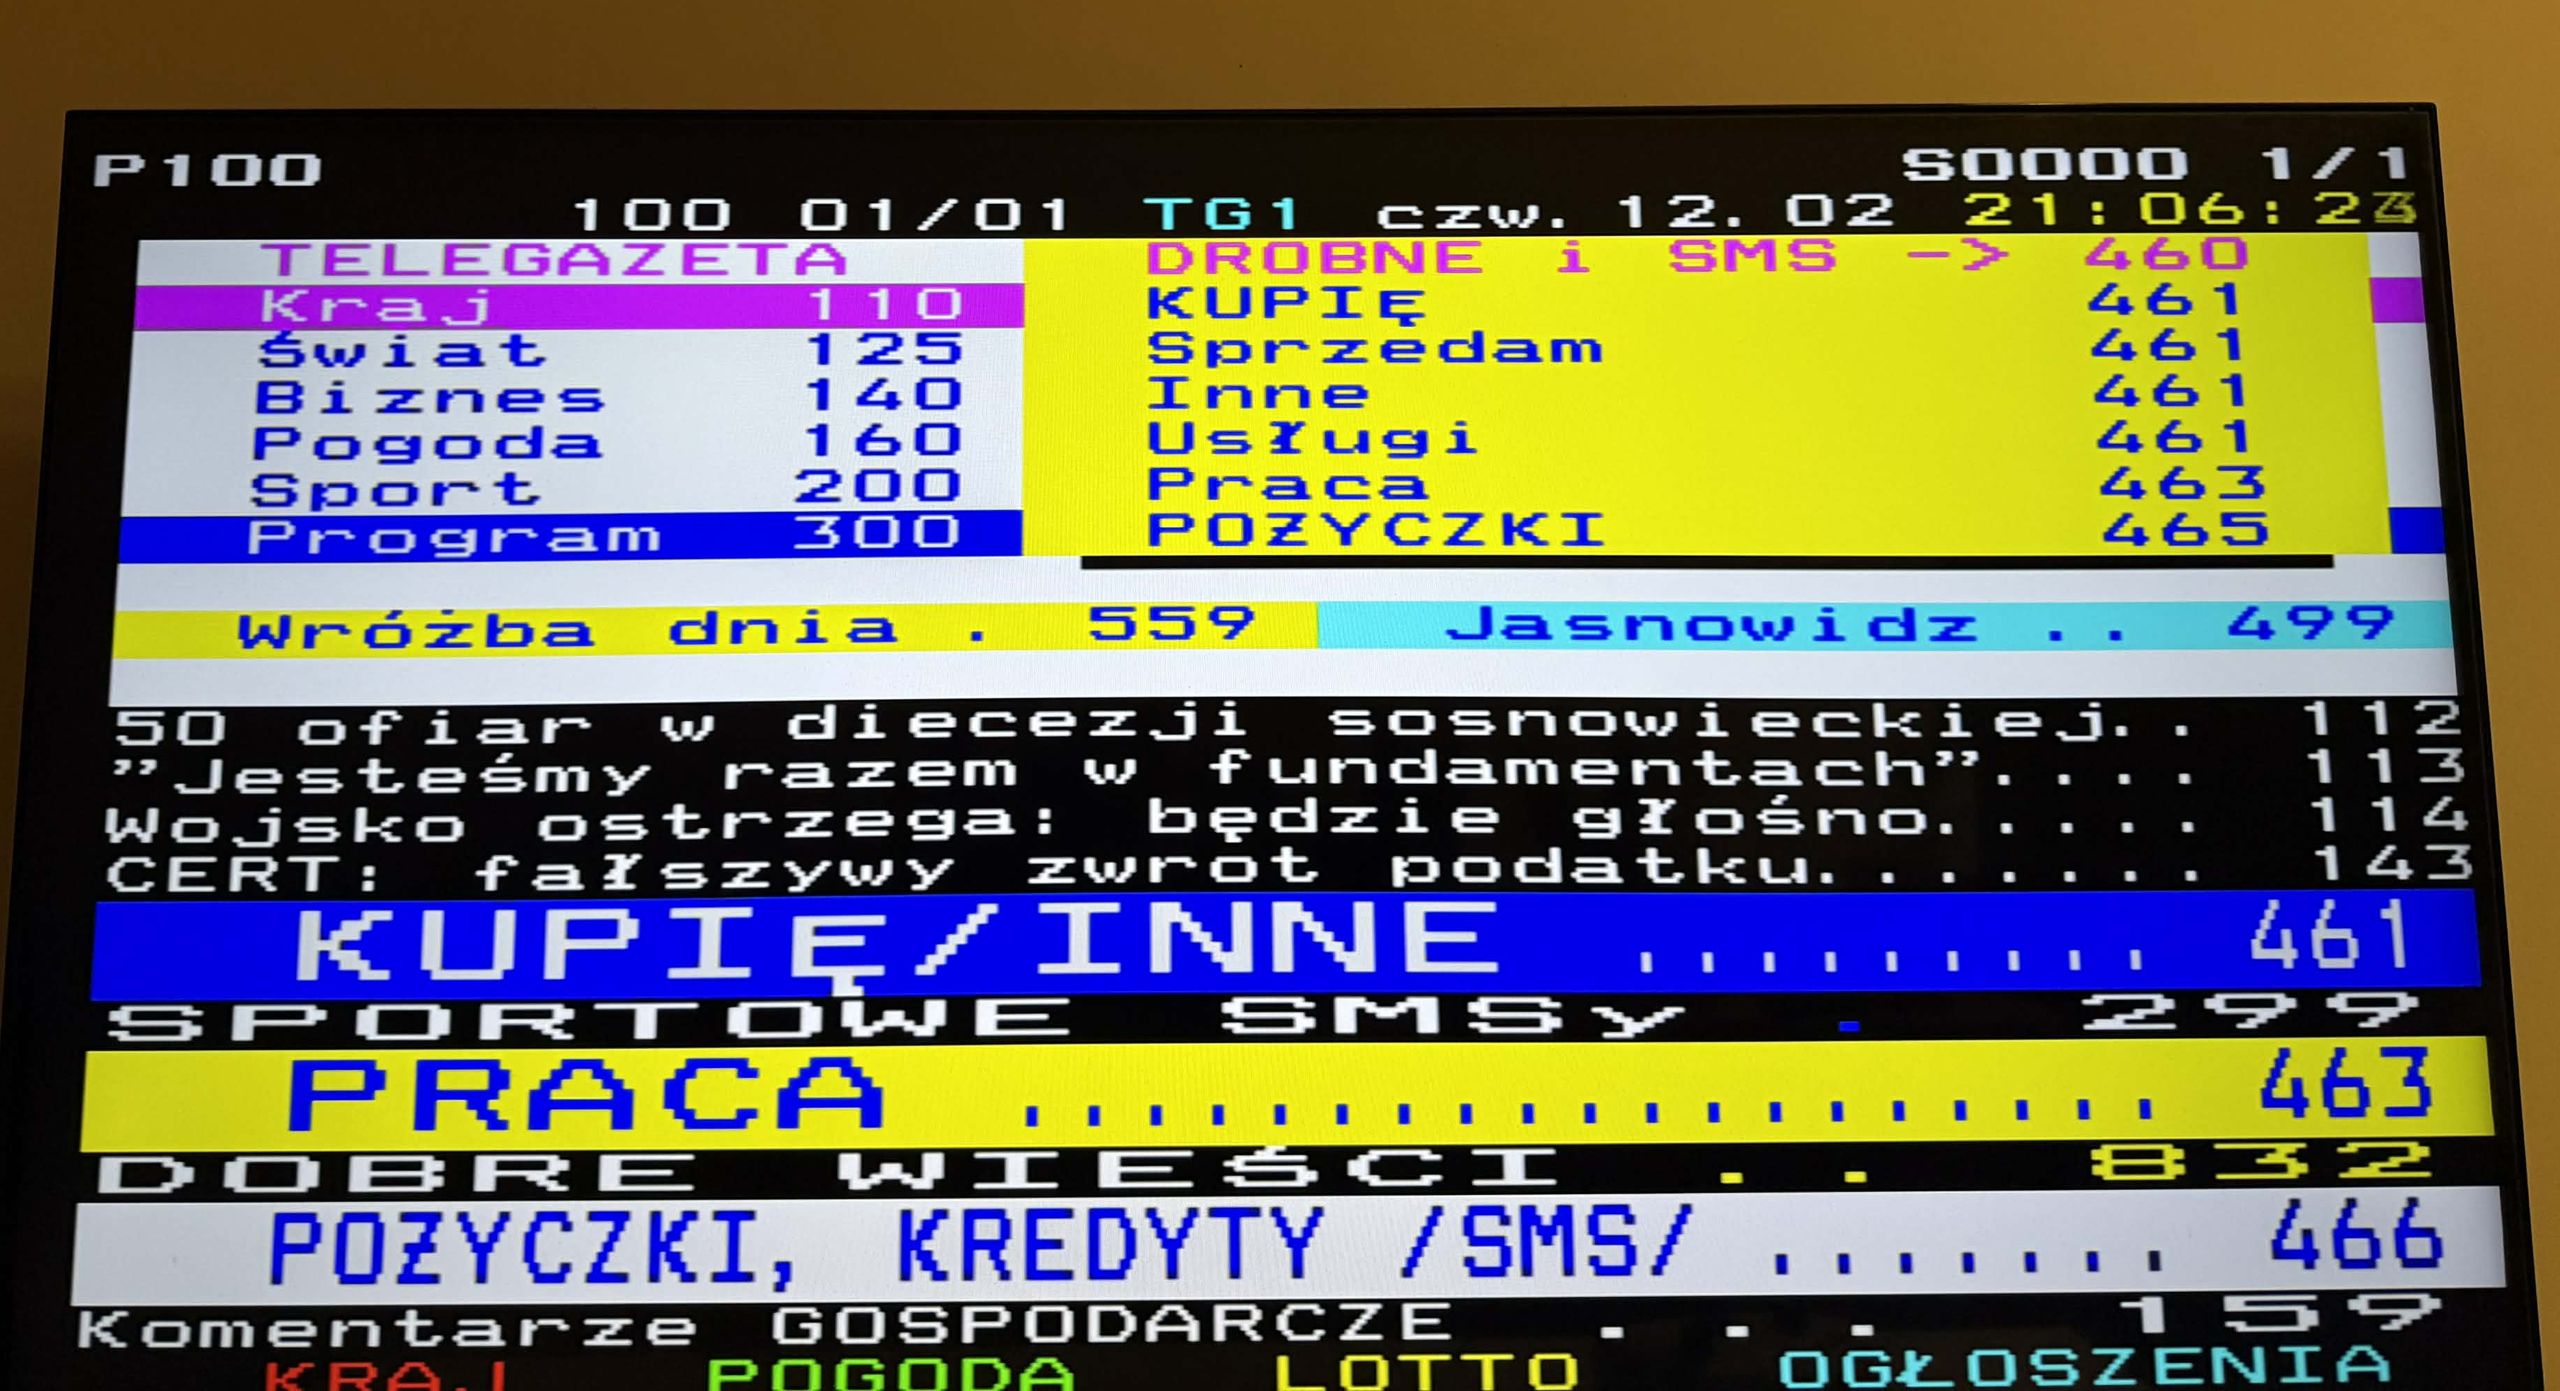 P100 S0000 1/1
100 01/01 TG1 czw. 12.02 21:06:23
TELEGAZETA DROBNE i SMS -> 460
Kraj 110 KUPIĘ 461
Świat 125 Sprzedam 461
Biznes 140 Inne 461
Pogoda 160 Usługi 461
Sport 200 Praca 463
Program 300 POŻYCZKI 465
Wróżba dnia . 559 Jasnowidz .. 499
50 ofiar w diecezji sosnowieckiej.. 112
”Jesteśmy razem w fundamentach”.... 113
Wojsko ostrzega: będzie głośno..... 114
CERT: fałszywy zwrot podatku....... 143
KUPIĘ/INNE ......... 461
SPORTOWE SMSy . 299
PRACA ................... 463
DOBRE WIEŚCI .. 832
POŻYCZKI, KREDYTY /SMS/ ....... 466
Komentarze GOSPODARCZE . . . 159
KRAJ POGODA LOTTO OGŁOSZENIA